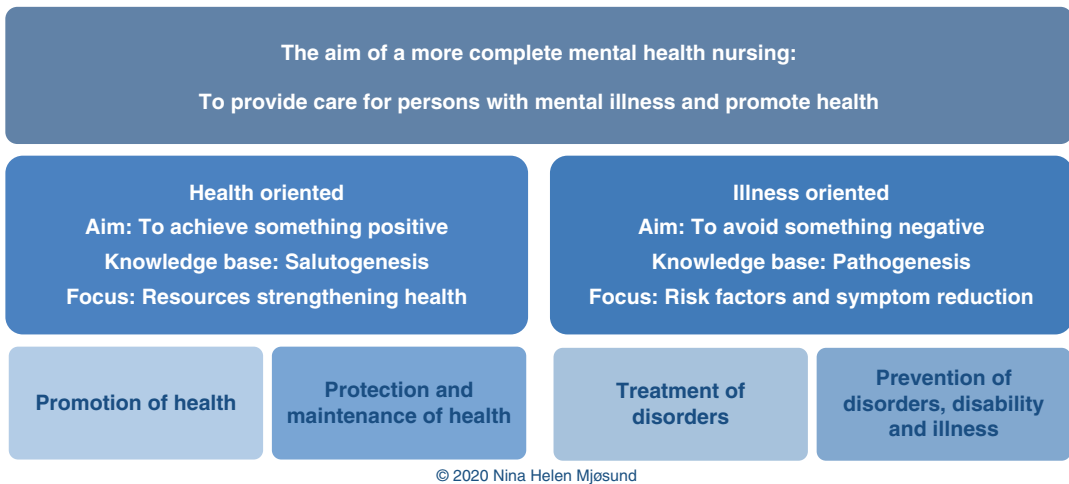 The aim of a more complete mental health nursing:
To provide care for persons with mental illness and promote health
Health oriented
Aim: To achieve something positive
Knowledge base: Salutogenesis
Focus: Resources strengthening health
Illness oriented
Aim: To avoid something negative
Knowledge base: Pathogenesis
Focus: Risk factors and symptom reduction
Promotion of health
Protection and
maintenance of health
Treatment of
disorders
Prevention of
disorders, disability
and illness
© 2020 Nina Helen Mjøsund